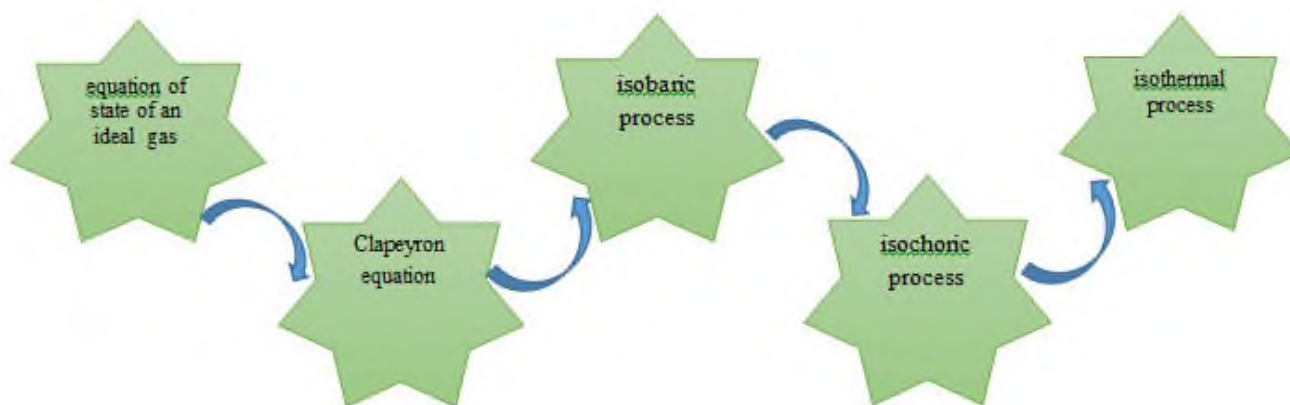 equation of
state of an
ideal gas
Clapeyron
equation
isobaric
process
isochoric
process
isothermal
process